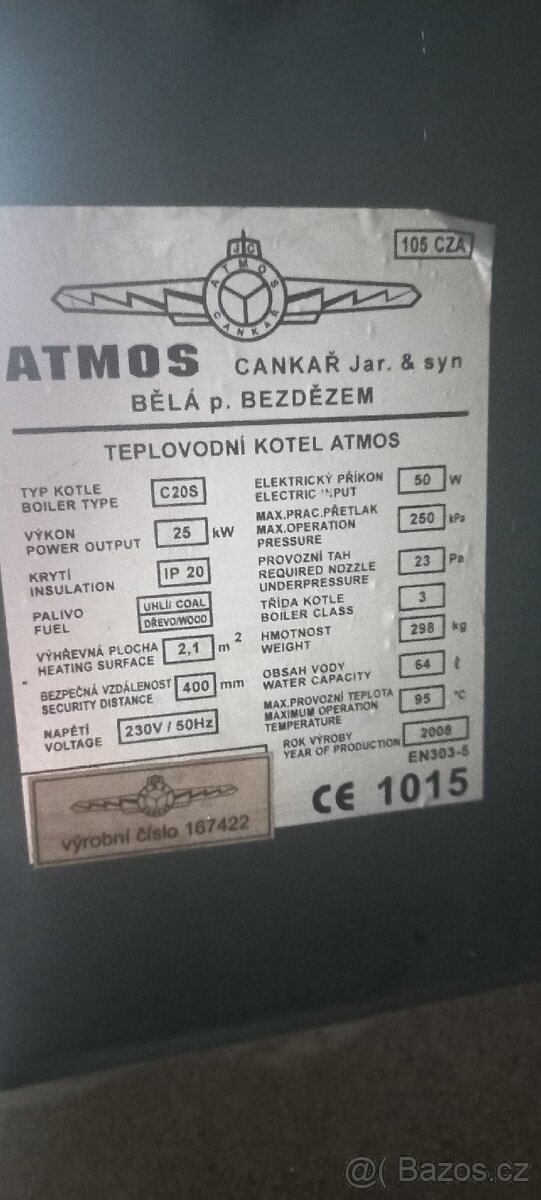 105 CZA
JC
ATMOS
CANKAŘ
ATMOS CANKAŘ Jar. & syn
BĚLÁ p. BEZDĚZEM
TEPLOVODNÍ KOTEL ATMOS
TYP KOTLE
BOILER TYPE C20S
VÝKON
POWER OUTPUT 25 kW
KRYTÍ
INSULATION IP 20
PALIVO
FUEL UHLÍ/ COAL
DŘEVO/WOOD
VÝHŘEVNÁ PLOCHA
HEATING SURFACE 2,1 m²
BEZPEČNÁ VZDÁLENOST
SECURITY DISTANCE 400 mm
NAPĚTÍ
VOLTAGE 230V / 50Hz
ELEKTRICKÝ PŘÍKON
ELECTRIC INPUT 50 W
MAX.PRAC.PŘETLAK
MAX.OPERATION
PRESSURE 250 kPa
PROVOZNÍ TAH
REQUIRED NOZZLE
UNDERPRESSURE 23 Pa
TŘÍDA KOTLE
BOILER CLASS 3
HMOTNOST
WEIGHT 298 kg
OBSAH VODY
WATER CAPACITY 64 ℓ
MAX.PROVOZNÍ TEPLOTA
MAXIMUM OPERATION
TEMPERATURE 95 °C
ROK VÝROBY
YEAR OF PRODUCTION 2008
EN303-5
CE 1015
výrobní číslo 167422
@( Bazos.cz